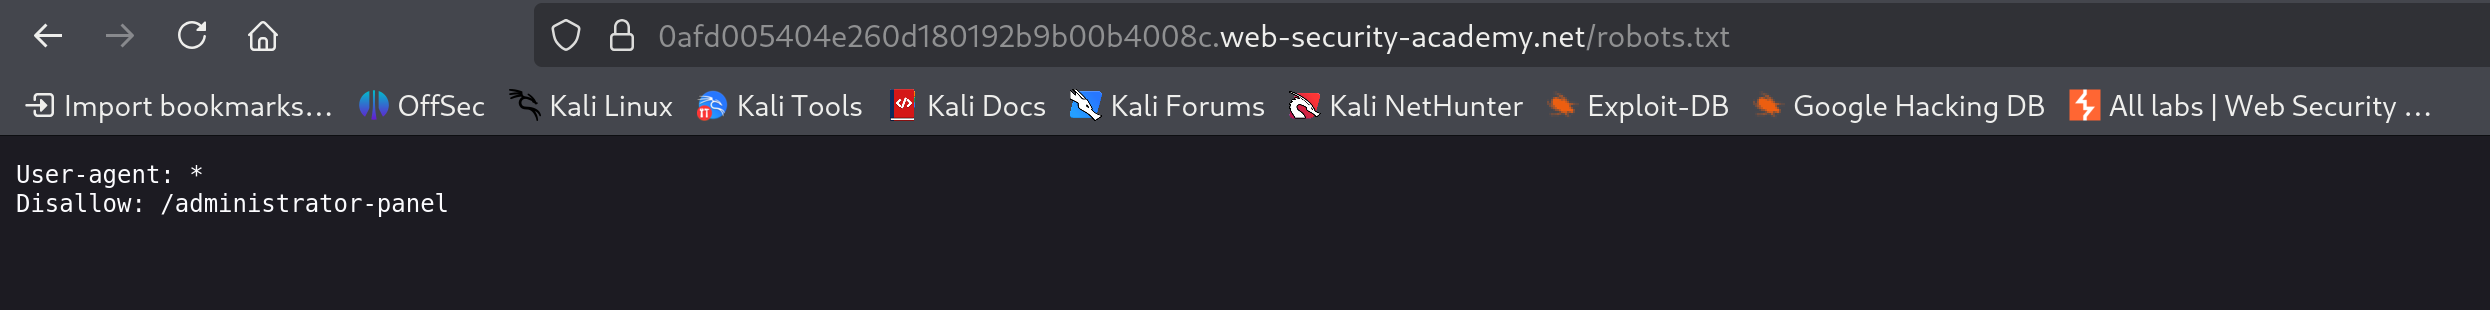 0afd005404e260d180192b9b00b4008c.web-security-academy.net/robots.txt
Import bookmarks... OffSec Kali Linux Kali Tools Kali Docs Kali Forums Kali NetHunter Exploit-DB Google Hacking DB All labs | Web Security ...
User-agent: *
Disallow: /administrator-panel